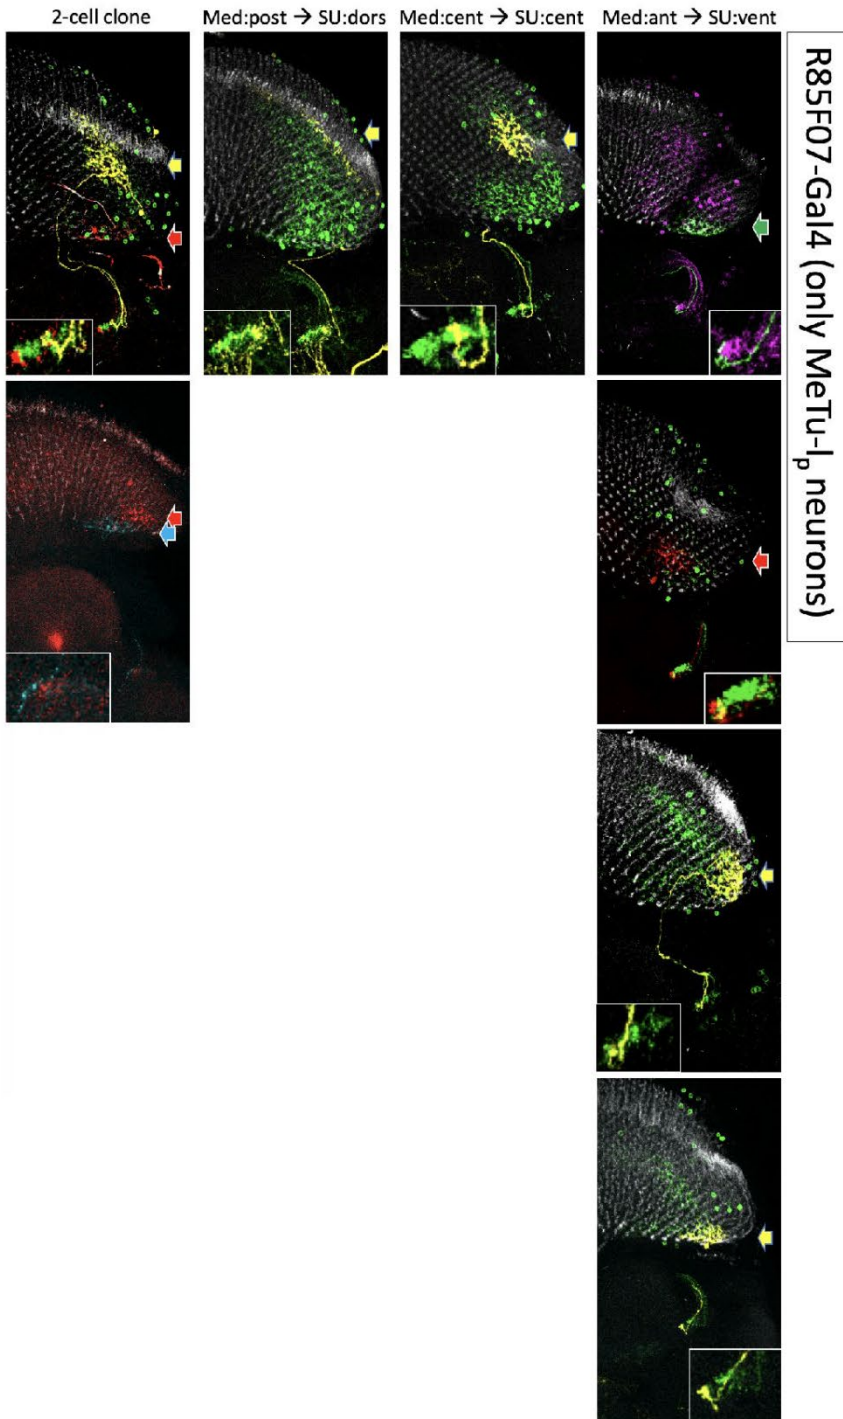 2-cell clone
Med:post → SU:dors
Med:cent → SU:cent
Med:ant → SU:vent
R85F07-Gal4 (only MeTu-Iₚ neurons)